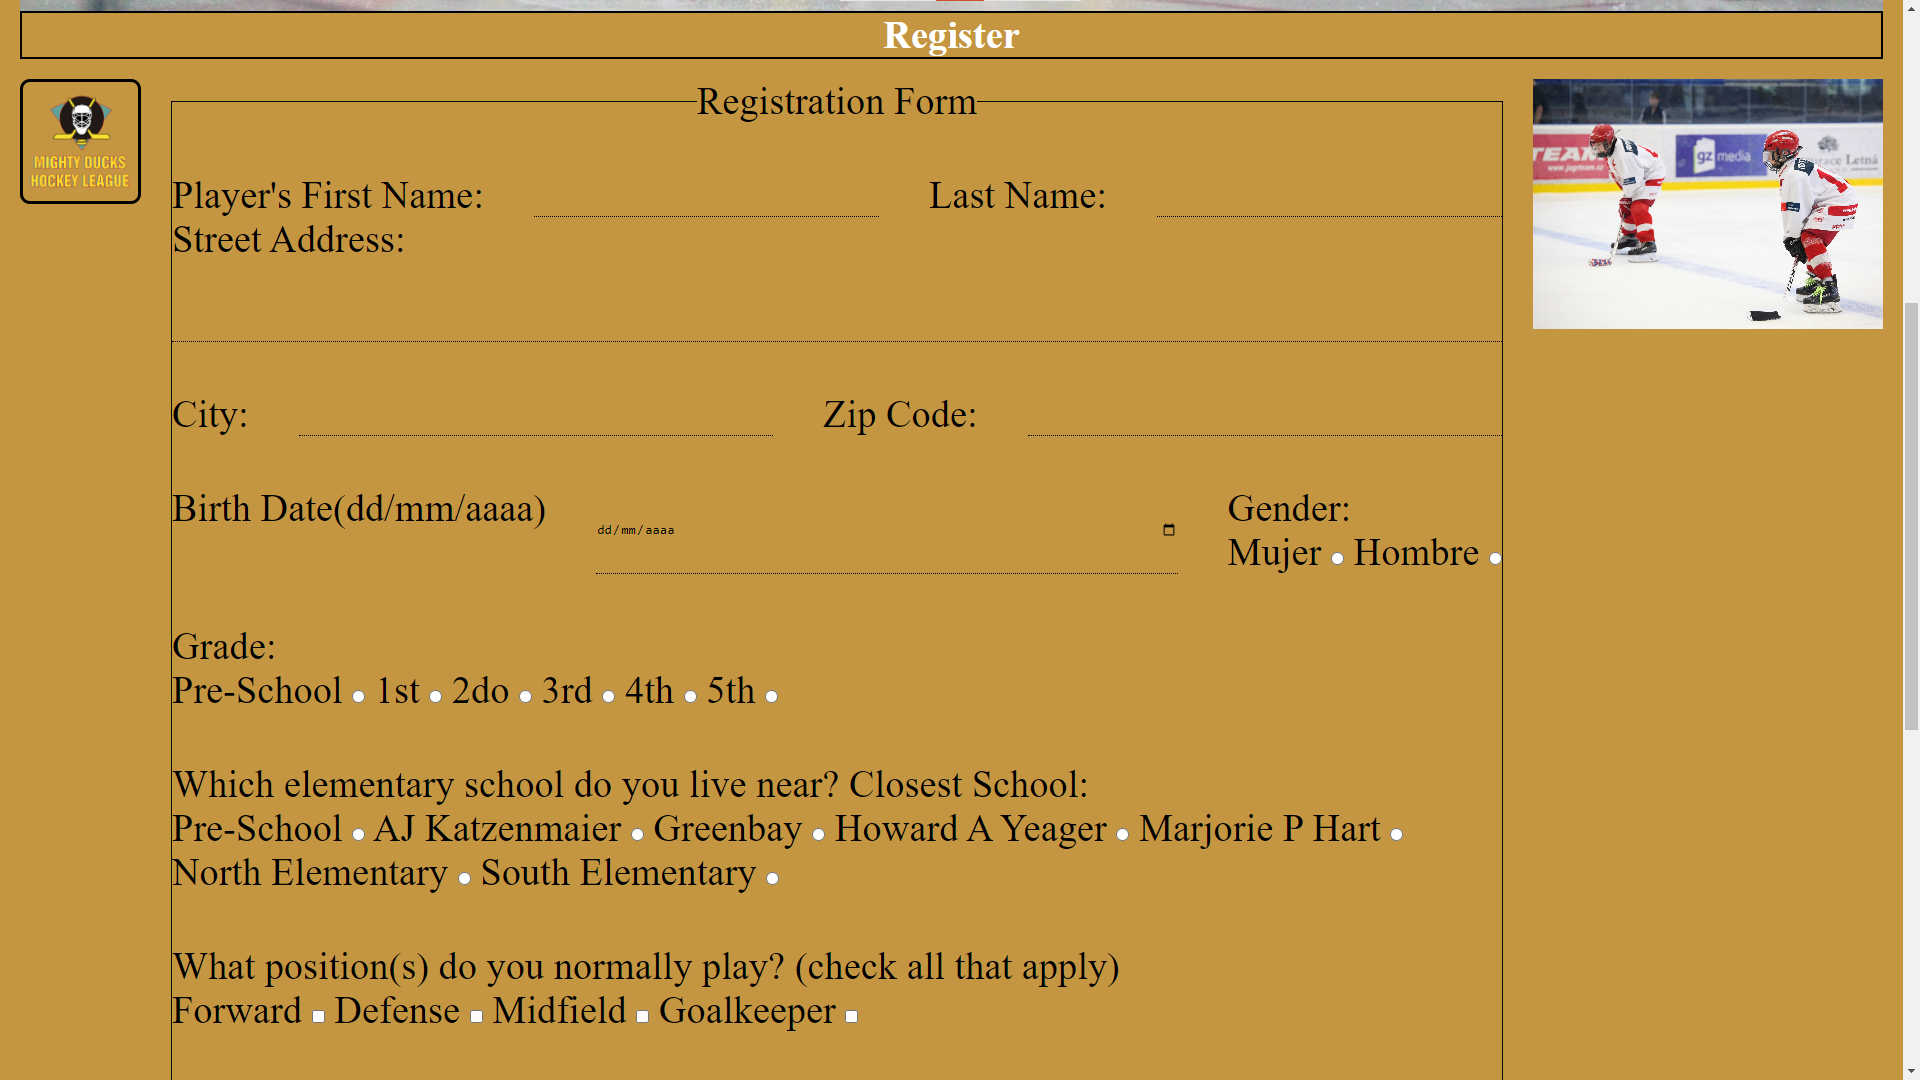 Register
MIGHTY DUCKS
HOCKEY LEAGUE
Registration Form
TEAM
gz media
Player's First Name: Last Name:
Street Address:
City: Zip Code:
Birth Date(dd/mm/aaaa) dd/mm/aaaa Gender:
Mujer Hombre
Grade:
Pre-School 1st 2do 3rd 4th 5th
Which elementary school do you live near? Closest School:
Pre-School AJ Katzenmaier Greenbay Howard A Yeager Marjorie P Hart
North Elementary South Elementary
What position(s) do you normally play? (check all that apply)
Forward Defense Midfield Goalkeeper